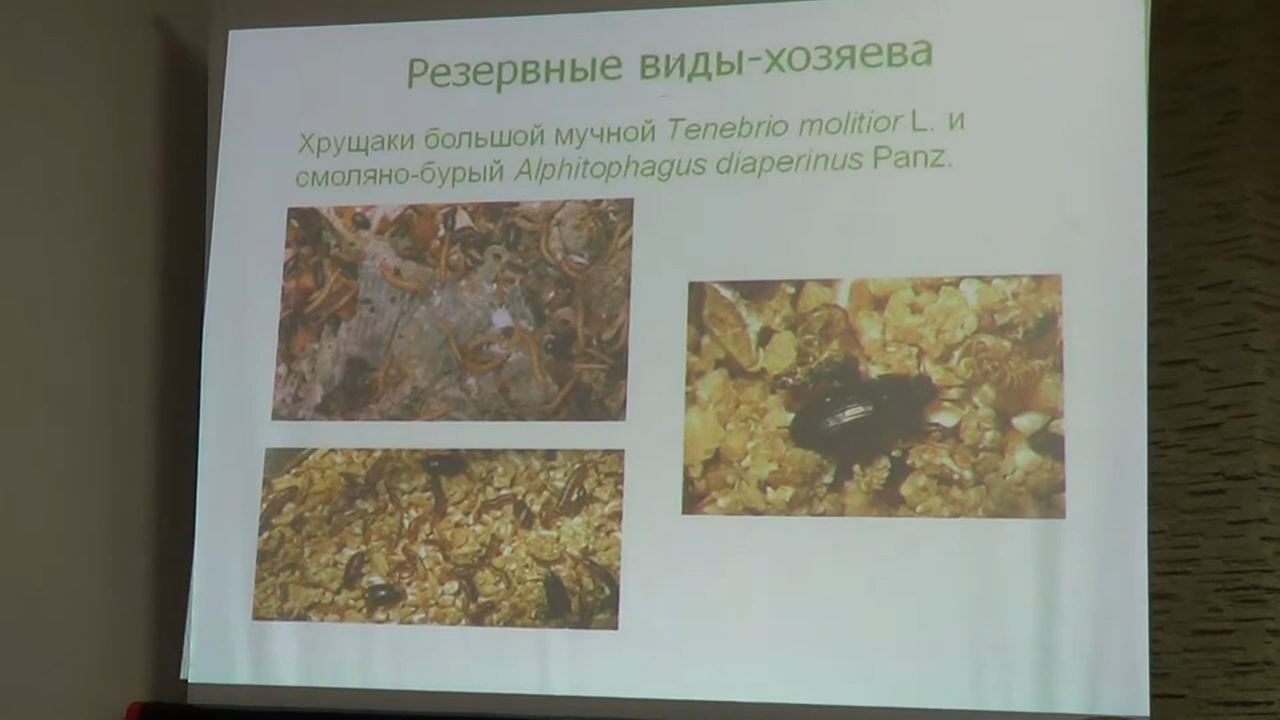 Резервные виды-хозяева
Хрущаки большой мучной Tenebrio molitior L. и
смоляно-бурый Alphitophagus diaperinus Panz.